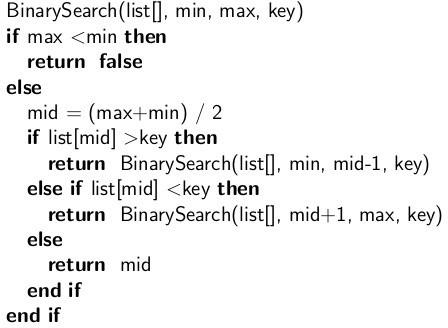 BinarySearch(list[], min, max, key)
if max <min then
return false
else
mid = (max+min) / 2
if list[mid] >key then
return BinarySearch(list[], min, mid-1, key)
else if list[mid] <key then
return BinarySearch(list[], mid+1, max, key)
else
return mid
end if
end if